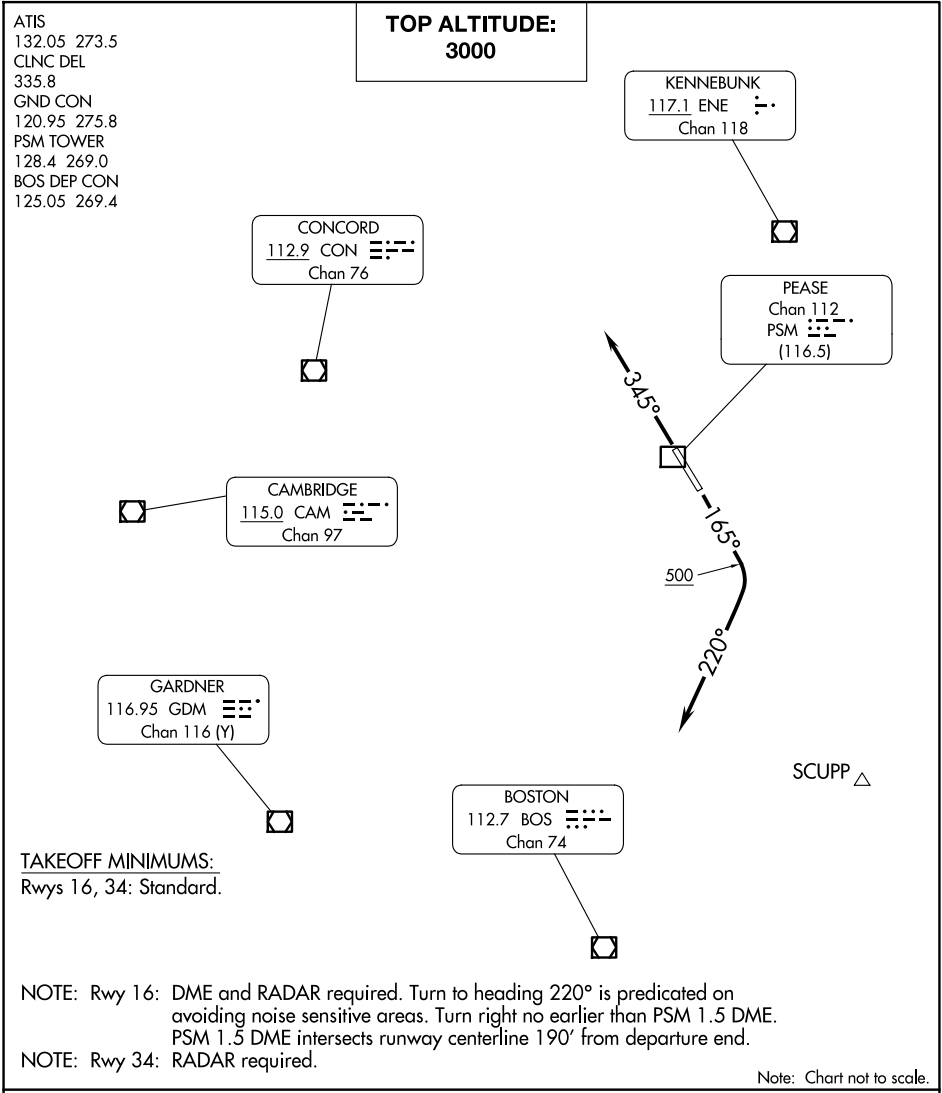 ATIS
132.05 273.5
CLNC DEL
335.8
GND CON
120.95 275.8
PSM TOWER
128.4 269.0
BOS DEP CON
125.05 269.4
TOP ALTITUDE:
3000
KENNEBUNK
117.1 ENE
Chan 118
CONCORD
112.9 CON
Chan 76
PEASE
Chan 112
PSM
(116.5)
345°
CAMBRIDGE
115.0 CAM
Chan 97
165°
500
220°
GARDNER
116.95 GDM
Chan 116 (Y)
SCUPP
BOSTON
112.7 BOS
Chan 74
TAKEOFF MINIMUMS:
Rwys 16, 34: Standard.
NOTE: Rwy 16: DME and RADAR required. Turn to heading 220° is predicated on
avoiding noise sensitive areas. Turn right no earlier than PSM 1.5 DME.
PSM 1.5 DME intersects runway centerline 190' from departure end.
NOTE: Rwy 34: RADAR required.
Note: Chart not to scale.